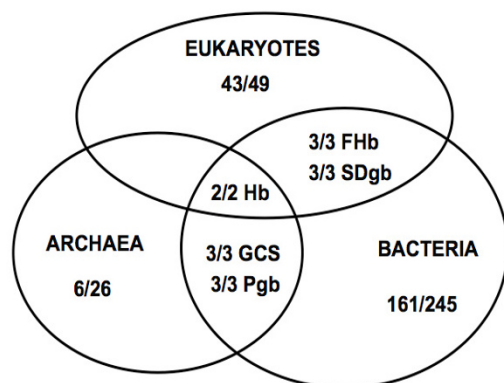 EUKARYOTES
43/49
3/3 FHb
3/3 SDgb
2/2 Hb
ARCHAEA
6/26
3/3 GCS
3/3 Pgb
BACTERIA
161/245